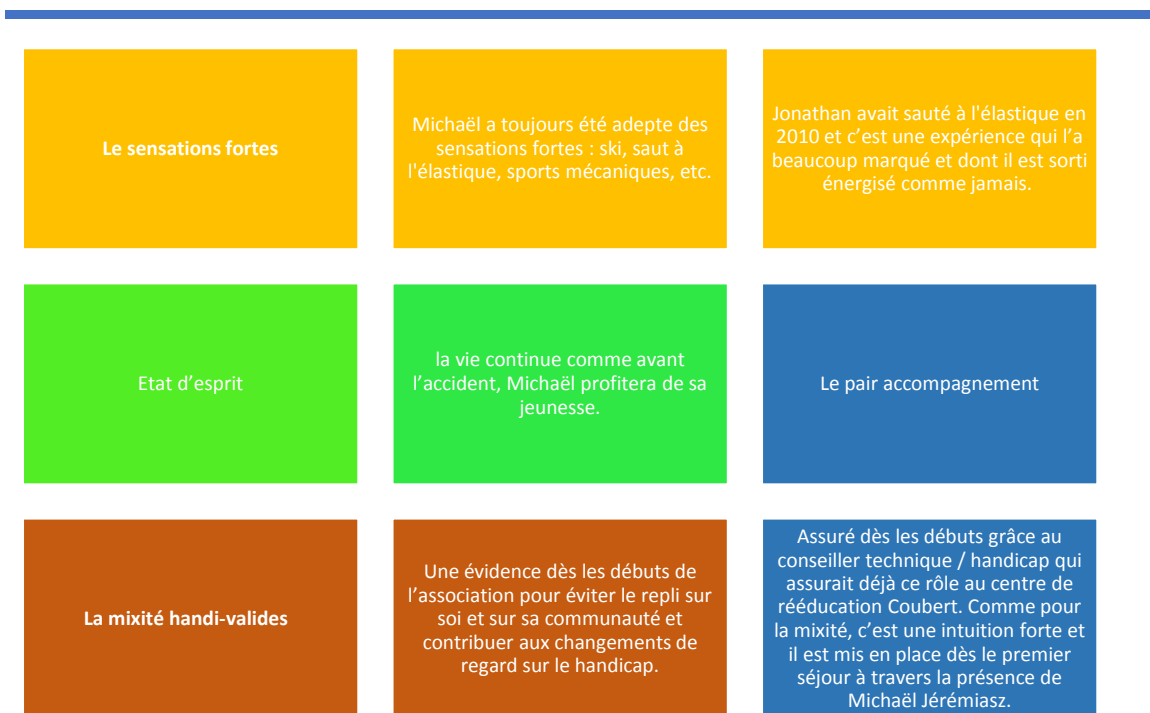 Le sensations fortes
Michaël a toujours été adepte des
sensations fortes : ski, saut à
l'élastique, sports mécaniques, etc.
Jonathan avait sauté à l'élastique en
2010 et c’est une expérience qui l’a
beaucoup marqué et dont il est sorti
énergisé comme jamais.
Etat d’esprit
la vie continue comme avant
l’accident, Michaël profitera de sa
jeunesse.
Le pair accompagnement
La mixité handi-valides
Une évidence dès les débuts de
l’association pour éviter le repli sur
soi et sur sa communauté et
contribuer aux changements de
regard sur le handicap.
Assuré dès les débuts grâce au
conseiller technique / handicap qui
assurait déjà ce rôle au centre de
rééducation Coubert. Comme pour
la mixité, c’est une intuition forte et
il est mis en place dès le premier
séjour à travers la présence de
Michaël Jérémiasz.